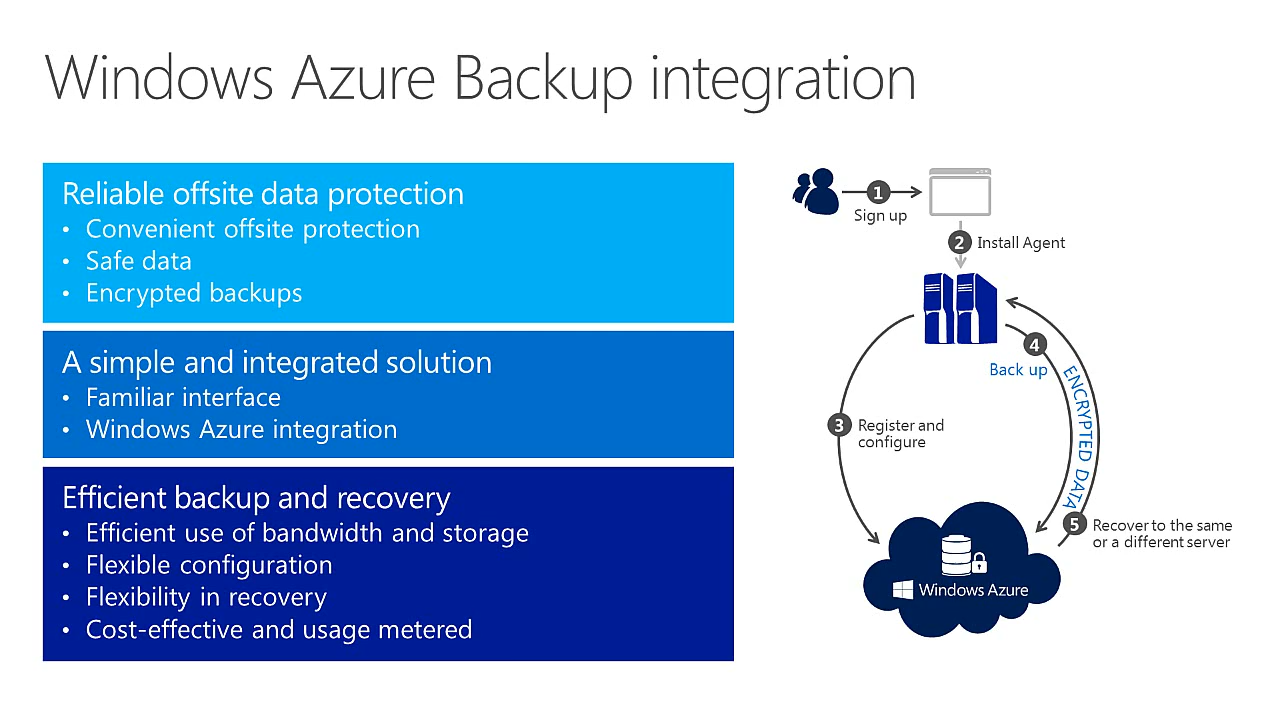 Windows Azure Backup integration
Reliable offsite data protection
• Convenient offsite protection
• Safe data
• Encrypted backups
A simple and integrated solution
• Familiar interface
• Windows Azure integration
Efficient backup and recovery
• Efficient use of bandwidth and storage
• Flexible configuration
• Flexibility in recovery
• Cost-effective and usage metered
1
Sign up
2 Install Agent
4
Back up
ENCRYPTED DATA
3 Register and
configure
5 Recover to the same
or a different server
Windows Azure